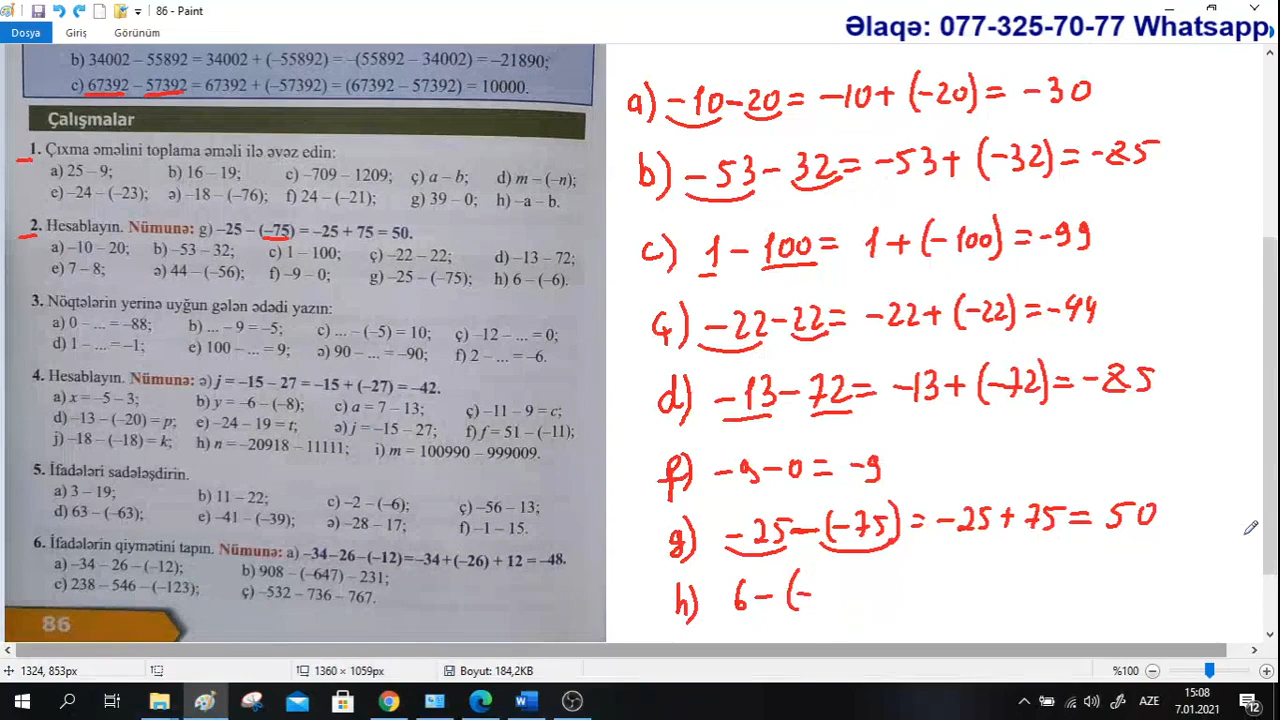 86 - Paint
Əlaqə: 077-325-70-77 Whatsapp
Dosya Giriş Görünüm
b) 34002 – 55892 = 34002 + (–55892) = –(55892 – 34002) = –21890;
c) 67392 – 57392 = 67392 + (–57392) = (67392 – 57392) = 10000.
Çalışmalar
1. Çıxma əməlini toplama əməli ilə əvəz edin:
a) 25 – 9; b) 16 – 19; c) –709 – 1209; ç) a – b; d) m – (–n);
e) –24 – (–23); ə) –18 – (–76); f) 24 – (–21); g) 39 – 0; h) –a – b.
2. Hesablayın. Nümunə: g) –25 – (–75) = –25 + 75 = 50.
a) –10 – 20; b) –53 – 32; c) 1 – 100; ç) –22 – 22; d) –13 – 72;
e) 7 – 8; ə) 44 – (–56); f) –9 – 0; g) –25 – (–75); h) 6 – (–6).
3. Nöqtələrin yerinə uyğun gələn ədədi yazın:
a) 0 – ... = –88; b) ... – 9 = –5; c) ... – (–5) = 10; ç) –12 – ... = 0;
d) 1 – ... = –1; e) 100 – ... = 9; ə) 90 – ... = –90; f) 2 – ... = –6.
4. Hesablayın. Nümunə: ə) j = –15 – 27 = –15 + (–27) = –42.
a) x = –5 – 3; b) y = –6 – (–8); c) a = 7 – 13; ç) –11 – 9 = c;
d) –13 – (–20) = p; e) –24 – 19 = t; ə) j = –15 – 27; f) f = 51 – (–11);
j) –18 – (–18) = k; h) n = –20918 – 11111; i) m = 100990 – 999009.
5. İfadələri sadələşdirin.
a) 3 – 19; b) 11 – 22; c) –2 – (–6); ç) –56 – 13;
d) 63 – (–63); e) –41 – (–39); ə) –28 – 17; f) –1 – 15.
6. İfadələrin qiymətini tapın. Nümunə: a) –34 – 26 – (–12) = –34 + (–26) + 12 = –48.
a) –34 – 26 – (–12); b) 908 – (–647) – 231;
c) 238 – 546 – (–123); ç) –532 – 736 – 767.
86
a) -10-20= -10+(-20)= -30
b) -53-32= -53+(-32)=-85
c) 1-100= 1+(-100)=-99
ç) -22-22= -22+(-22)=-44
d) -13-72= -13+(-72)=-85
f) -9-0= -9
g) -25-(-75)=-25+75=50
h) 6-(-
1324, 853px 1360 × 1059px Boyut: 184,2KB %100
AZE 15:08
7.01.2021
12